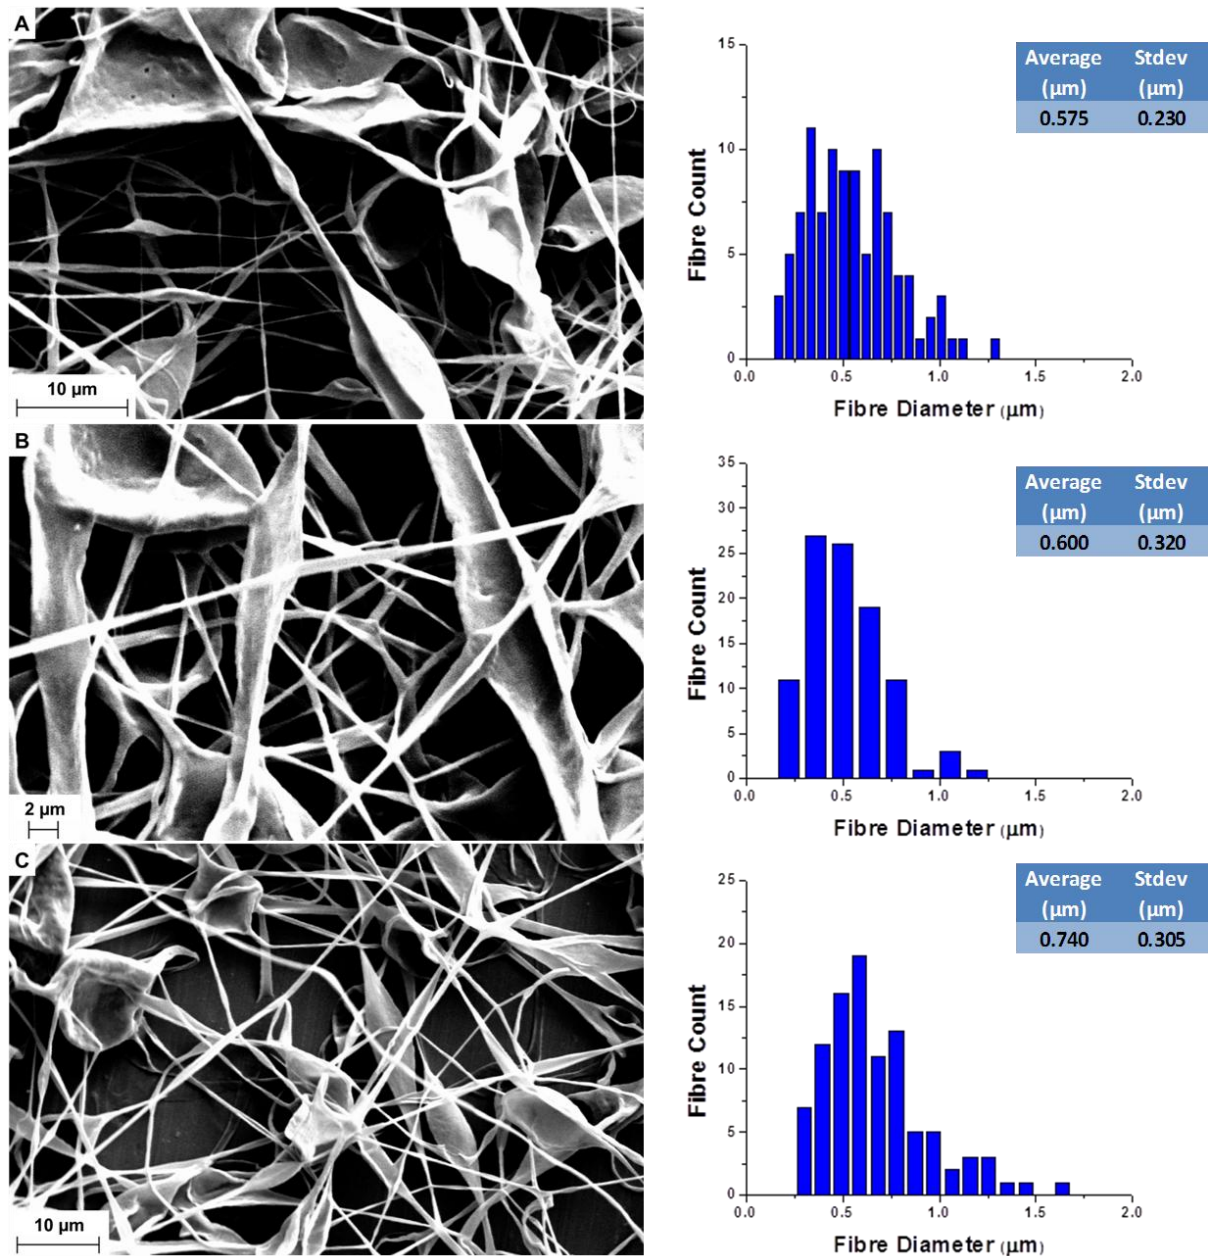 A
10 µm
15
10
5
0
0.0 0.5 1.0 1.5 2.0
Fibre Count
Fibre Diameter (µm)
Average Stdev
(µm) (µm)
0.575 0.230
B
2 µm
35
30
25
20
15
10
5
0
0.0 0.5 1.0 1.5 2.0
Fibre Count
Fibre Diameter (µm)
Average Stdev
(µm) (µm)
0.600 0.320
C
10 µm
25
20
15
10
5
0
0.0 0.5 1.0 1.5 2.0
Fibre Count
Fibre Diameter (µm)
Average Stdev
(µm) (µm)
0.740 0.305